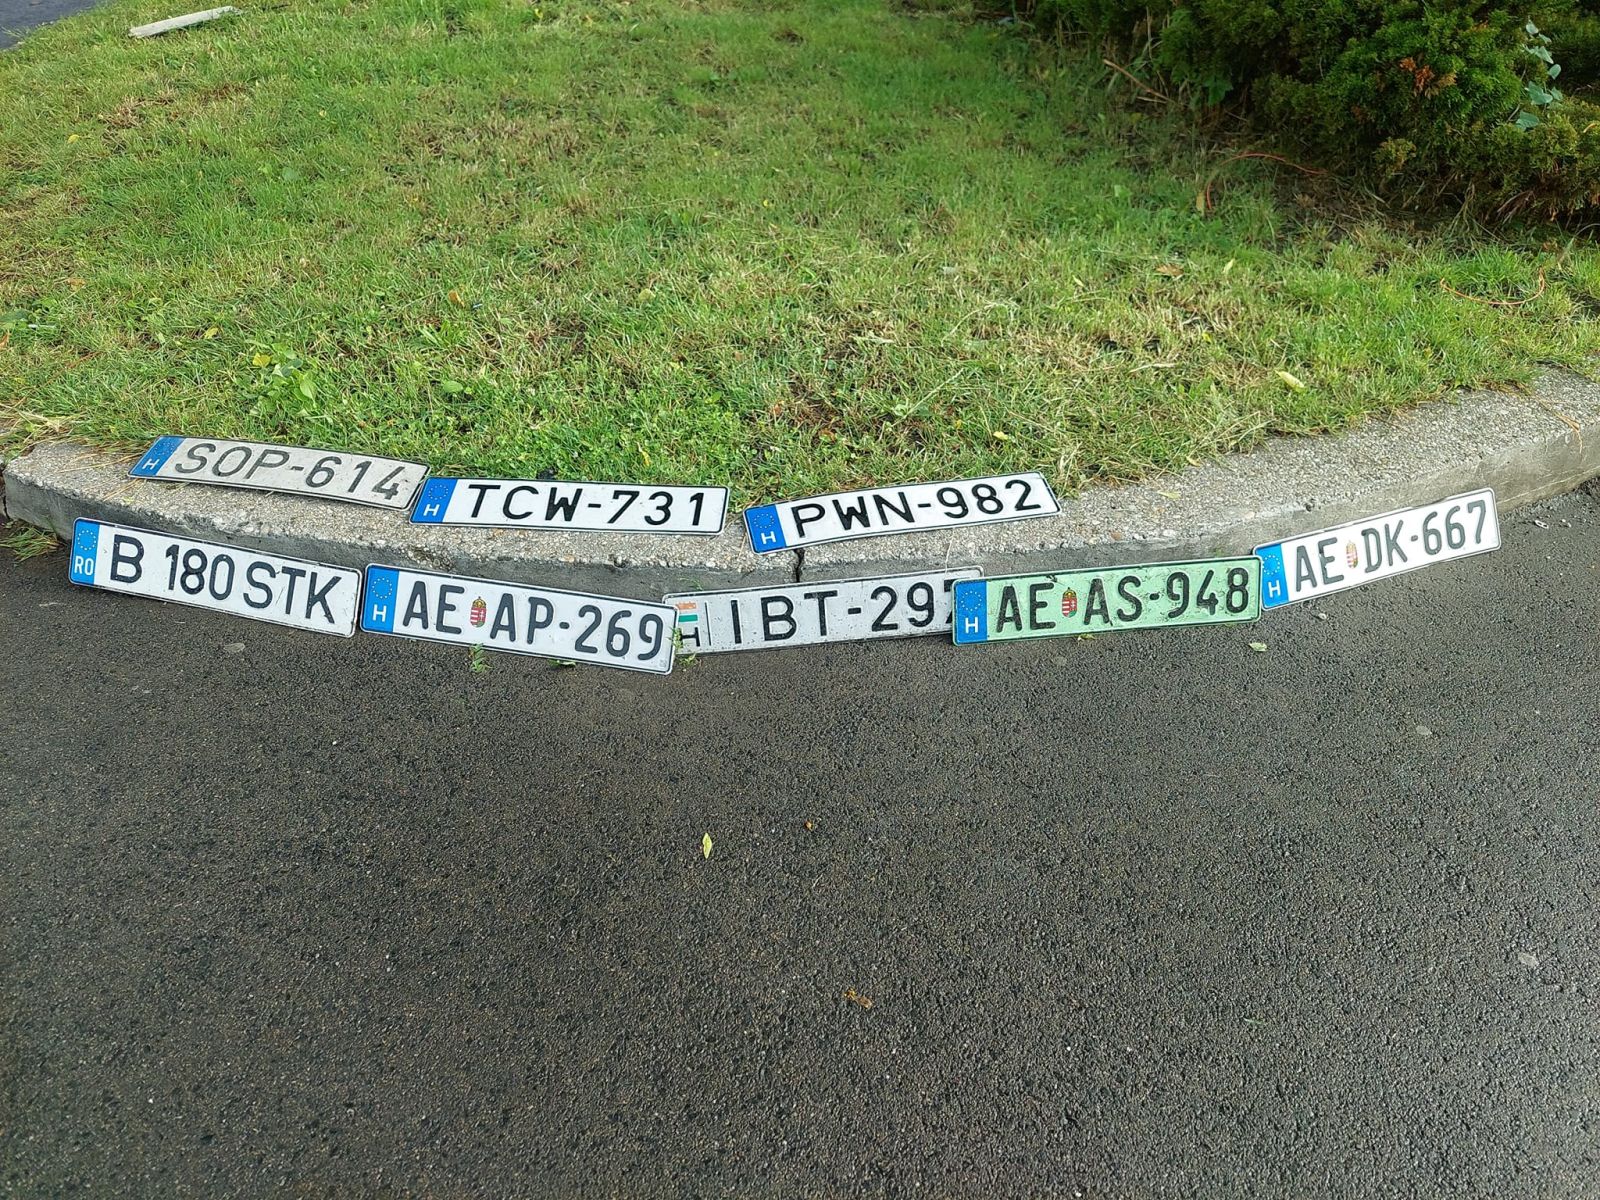 H SOP-614
H TCW-731
H PWN-982
RO B 180 STK
H AE AP-269
H IBT-297
H AE AS-948
H AE DK-667